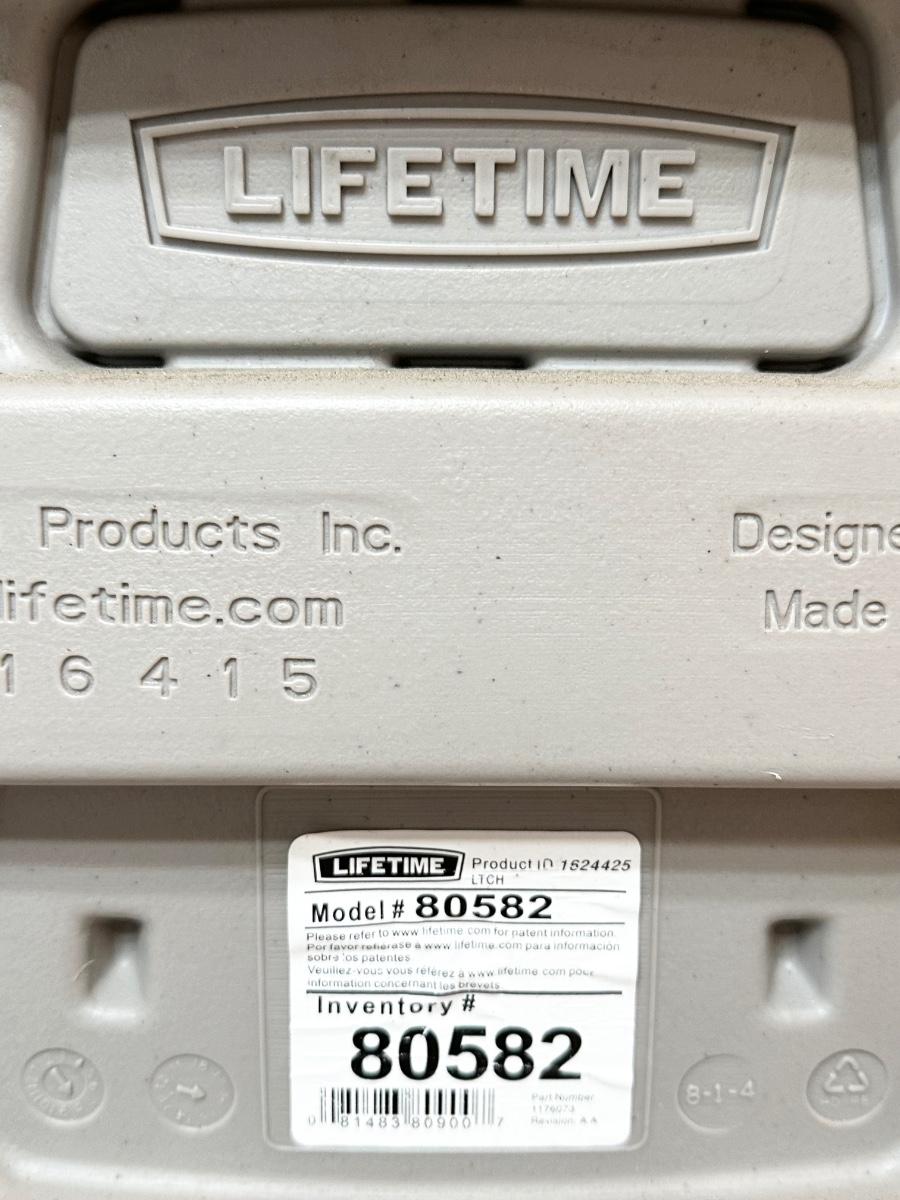 LIFETIME
Products Inc.
lifetime.com
1 6 4 1 5
Designe
Made
LIFETIME
Product ID 1524425
LTCH
Model # 80582
Please refer to www.lifetime.com for patent information.
Por favor refierase a www.lifetime.com para información
sobre los patentes
Veuillez-vous vous référez a www.lifetime.com pour
information concernant les brevets.
Inventory #
80582
0 81483 80900 7
Part Number
1176073
Revision: A A
8-1-4